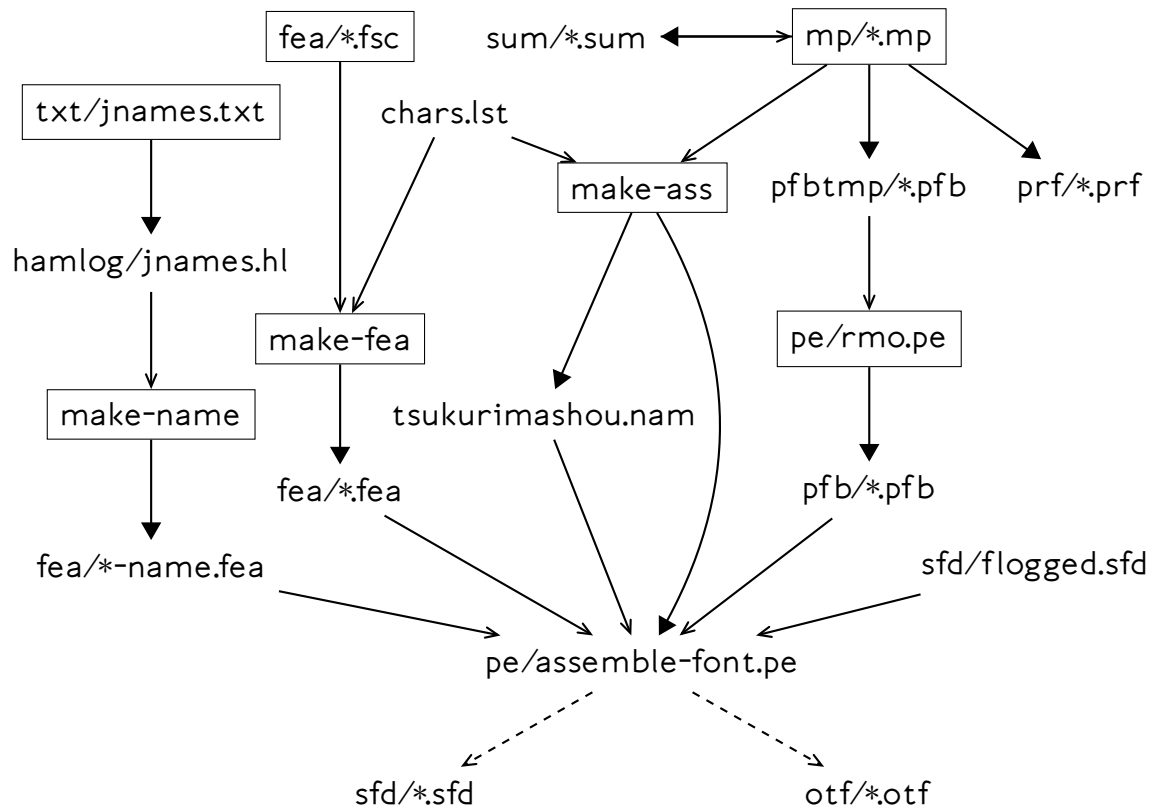 fea/*.fsc
sum/*.sum
mp/*.mp
txt/jnames.txt
chars.lst
make-ass
pfbtmp/*.pfb
prf/*.prf
hamlog/jnames.hl
make-fea
pe/rmo.pe
make-name
tsukurimashou.nam
fea/*.fea
pfb/*.pfb
fea/*-name.fea
sfd/flogged.sfd
pe/assemble-font.pe
sfd/*.sfd
otf/*.otf